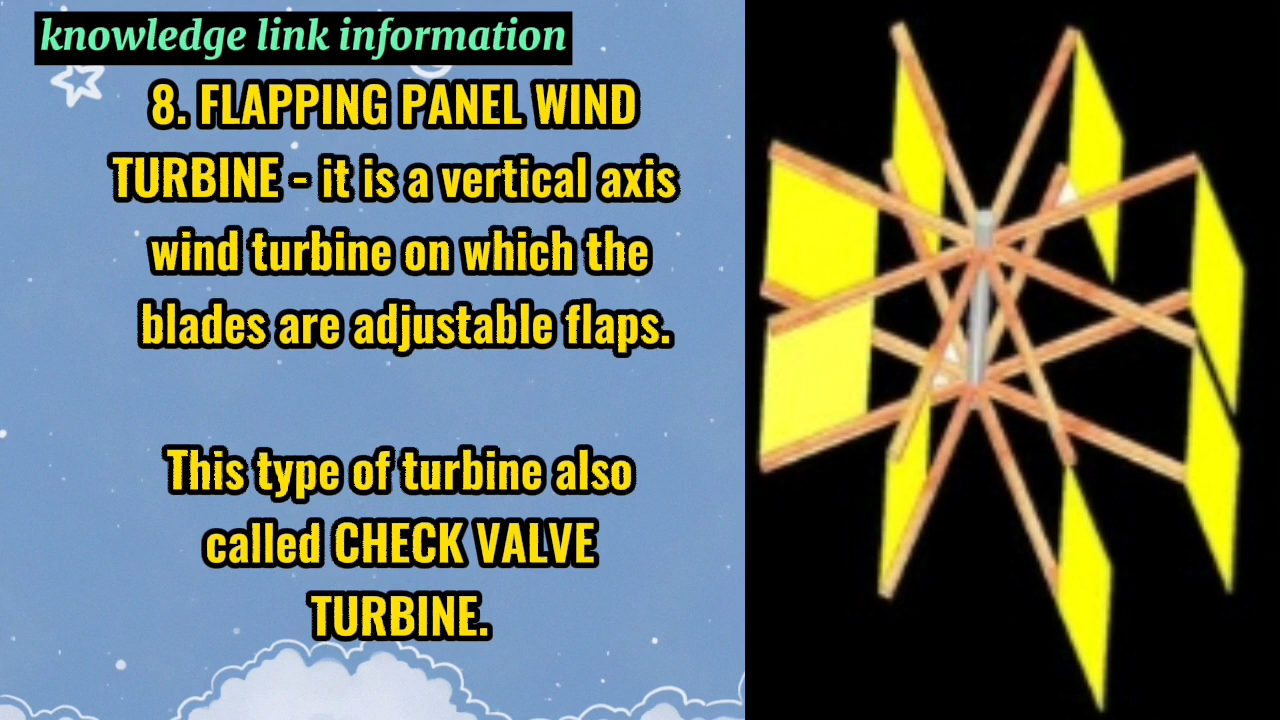 knowledge link information
8. FLAPPING PANEL WIND
TURBINE - it is a vertical axis
wind turbine on which the
blades are adjustable flaps.
This type of turbine also
called CHECK VALVE
TURBINE.